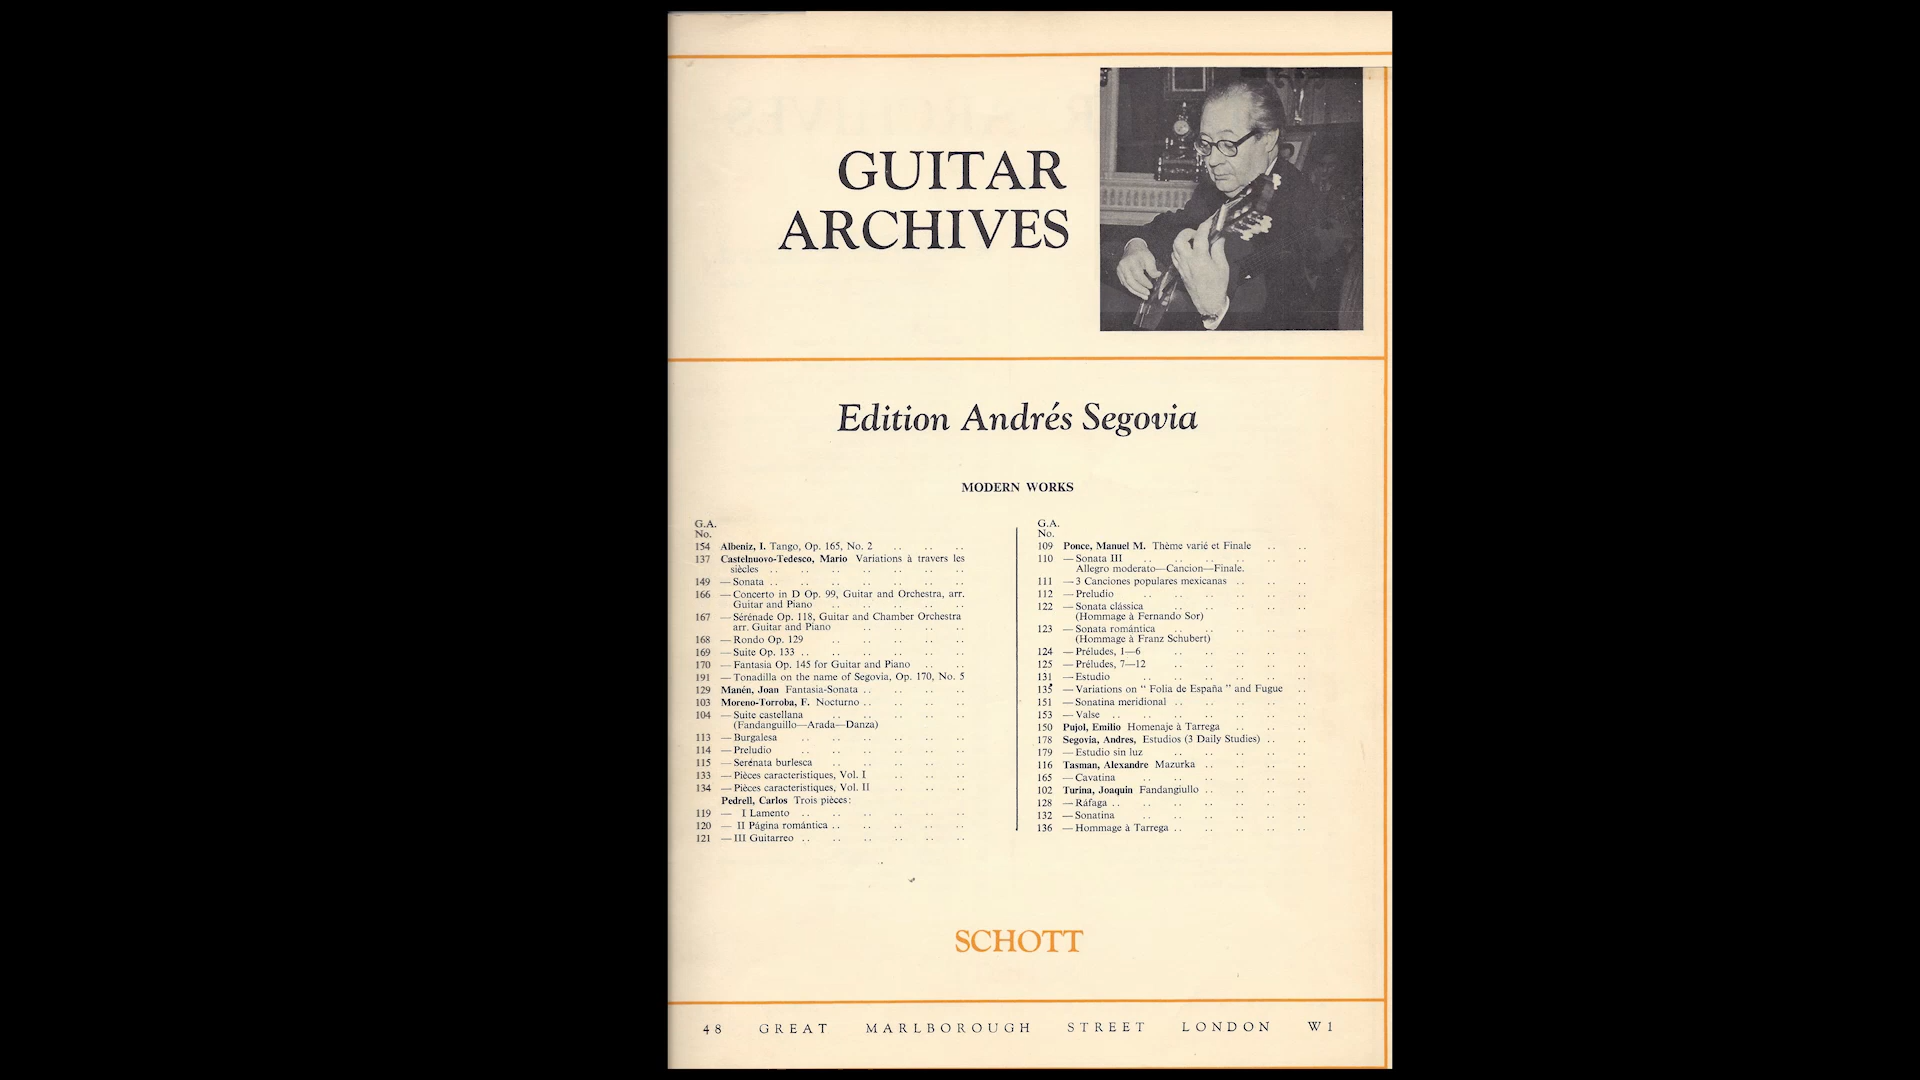 GUITAR
ARCHIVES
Edition Andrés Segovia
MODERN WORKS
G.A.
No.
154 Albeniz, I. Tango, Op. 165, No. 2 .. .. ..
137 Castelnuovo-Tedesco, Mario Variations à travers les
siècles .. .. .. .. .. .. ..
149 — Sonata .. .. .. .. .. .. ..
166 — Concerto in D Op. 99, Guitar and Orchestra, arr.
Guitar and Piano .. .. .. .. ..
167 — Sérénade Op. 118, Guitar and Chamber Orchestra
arr. Guitar and Piano .. .. .. ..
168 — Rondo Op. 129 .. .. .. .. ..
169 — Suite Op. 133 .. .. .. .. .. ..
170 — Fantasia Op. 145 for Guitar and Piano .. ..
191 — Tonadilla on the name of Segovia, Op. 170, No. 5
129 Manén, Joan Fantasia-Sonata .. .. .. ..
103 Moreno-Torroba, F. Nocturno .. .. .. ..
104 — Suite castellana .. .. .. .. ..
(Fandanguillo—Arada—Danza)
113 — Burgalesa .. .. .. .. .. ..
114 — Preludio .. .. .. .. .. ..
115 — Serénata burlesca .. .. .. .. ..
133 — Pièces caracteristiques, Vol. I .. .. ..
134 — Pièces caracteristiques, Vol. II .. .. ..
Pedrell, Carlos Trois pièces:
119 — I Lamento .. .. .. .. .. ..
120 — II Página romántica .. .. .. .. ..
121 — III Guitarreo .. .. .. .. .. ..
G.A.
No.
109 Ponce, Manuel M. Thème varié et Finale .. ..
110 — Sonata III .. .. .. .. .. ..
Allegro moderato—Cancion—Finale.
111 — 3 Canciones populares mexicanas .. .. ..
112 — Preludio .. .. .. .. .. ..
122 — Sonata clássica .. .. .. .. ..
(Hommage à Fernando Sor)
123 — Sonata romántica .. .. .. .. ..
(Hommage à Franz Schubert)
124 — Préludes, 1—6 .. .. .. .. ..
125 — Préludes, 7—12 .. .. .. .. ..
131 — Estudio .. .. .. .. .. ..
135 — Variations on “ Folia de España ” and Fugue ..
151 — Sonatina meridional .. .. .. .. ..
153 — Valse .. .. .. .. .. .. ..
150 Pujol, Emilio Homenaje à Tarrega .. .. ..
178 Segovia, Andres, Estudios (3 Daily Studies) .. ..
179 — Estudio sin luz .. .. .. .. ..
116 Tasman, Alexandre Mazurka .. .. .. ..
165 — Cavatina .. .. .. .. .. ..
102 Turina, Joaquin Fandangiullo .. .. .. ..
128 — Ráfaga .. .. .. .. .. .. ..
132 — Sonatina .. .. .. .. .. ..
136 — Hommage à Tarrega .. .. .. .. ..
SCHOTT
48 GREAT MARLBOROUGH STREET LONDON W1